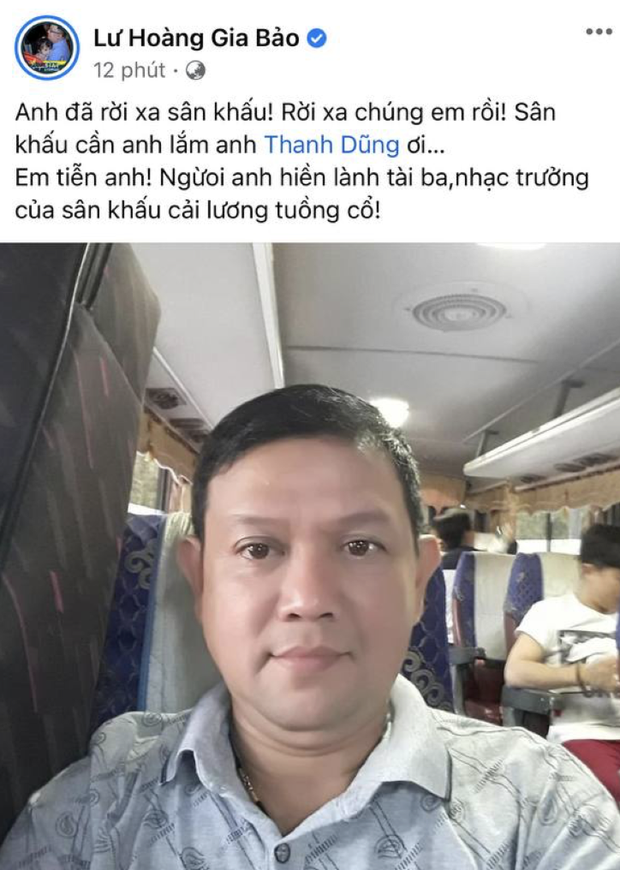 Lư Hoàng Gia Bảo
12 phút ·
Anh đã rời xa sân khấu! Rời xa chúng em rồi! Sân
khấu cần anh lắm anh Thanh Dũng ơi...
Em tiễn anh! Ngừoi anh hiền lành tài ba,nhạc trưởng
của sân khấu cải lương tuồng cổ!